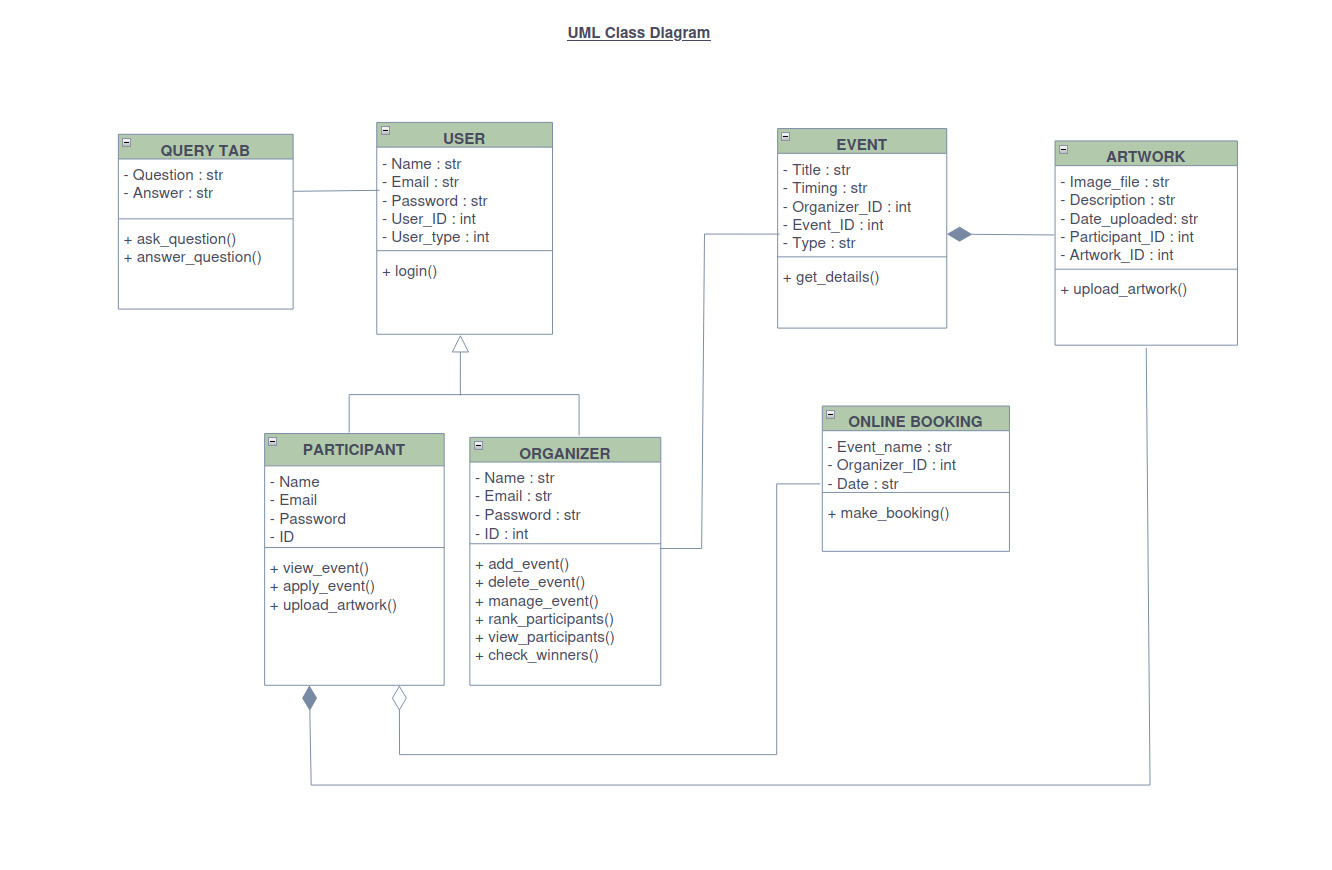 UML Class Diagram
QUERY TAB
- Question : str
- Answer : str
+ ask_question()
+ answer_question()
USER
- Name : str
- Email : str
- Password : str
- User_ID : int
- User_type : int
+ login()
EVENT
- Title : str
- Timing : str
- Organizer_ID : int
- Event_ID : int
- Type : str
+ get_details()
ARTWORK
- Image_file : str
- Description : str
- Date_uploaded: str
- Participant_ID : int
- Artwork_ID : int
+ upload_artwork()
PARTICIPANT
- Name
- Email
- Password
- ID
+ view_event()
+ apply_event()
+ upload_artwork()
ORGANIZER
- Name : str
- Email : str
- Password : str
- ID : int
+ add_event()
+ delete_event()
+ manage_event()
+ rank_participants()
+ view_participants()
+ check_winners()
ONLINE BOOKING
- Event_name : str
- Organizer_ID : int
- Date : str
+ make_booking()